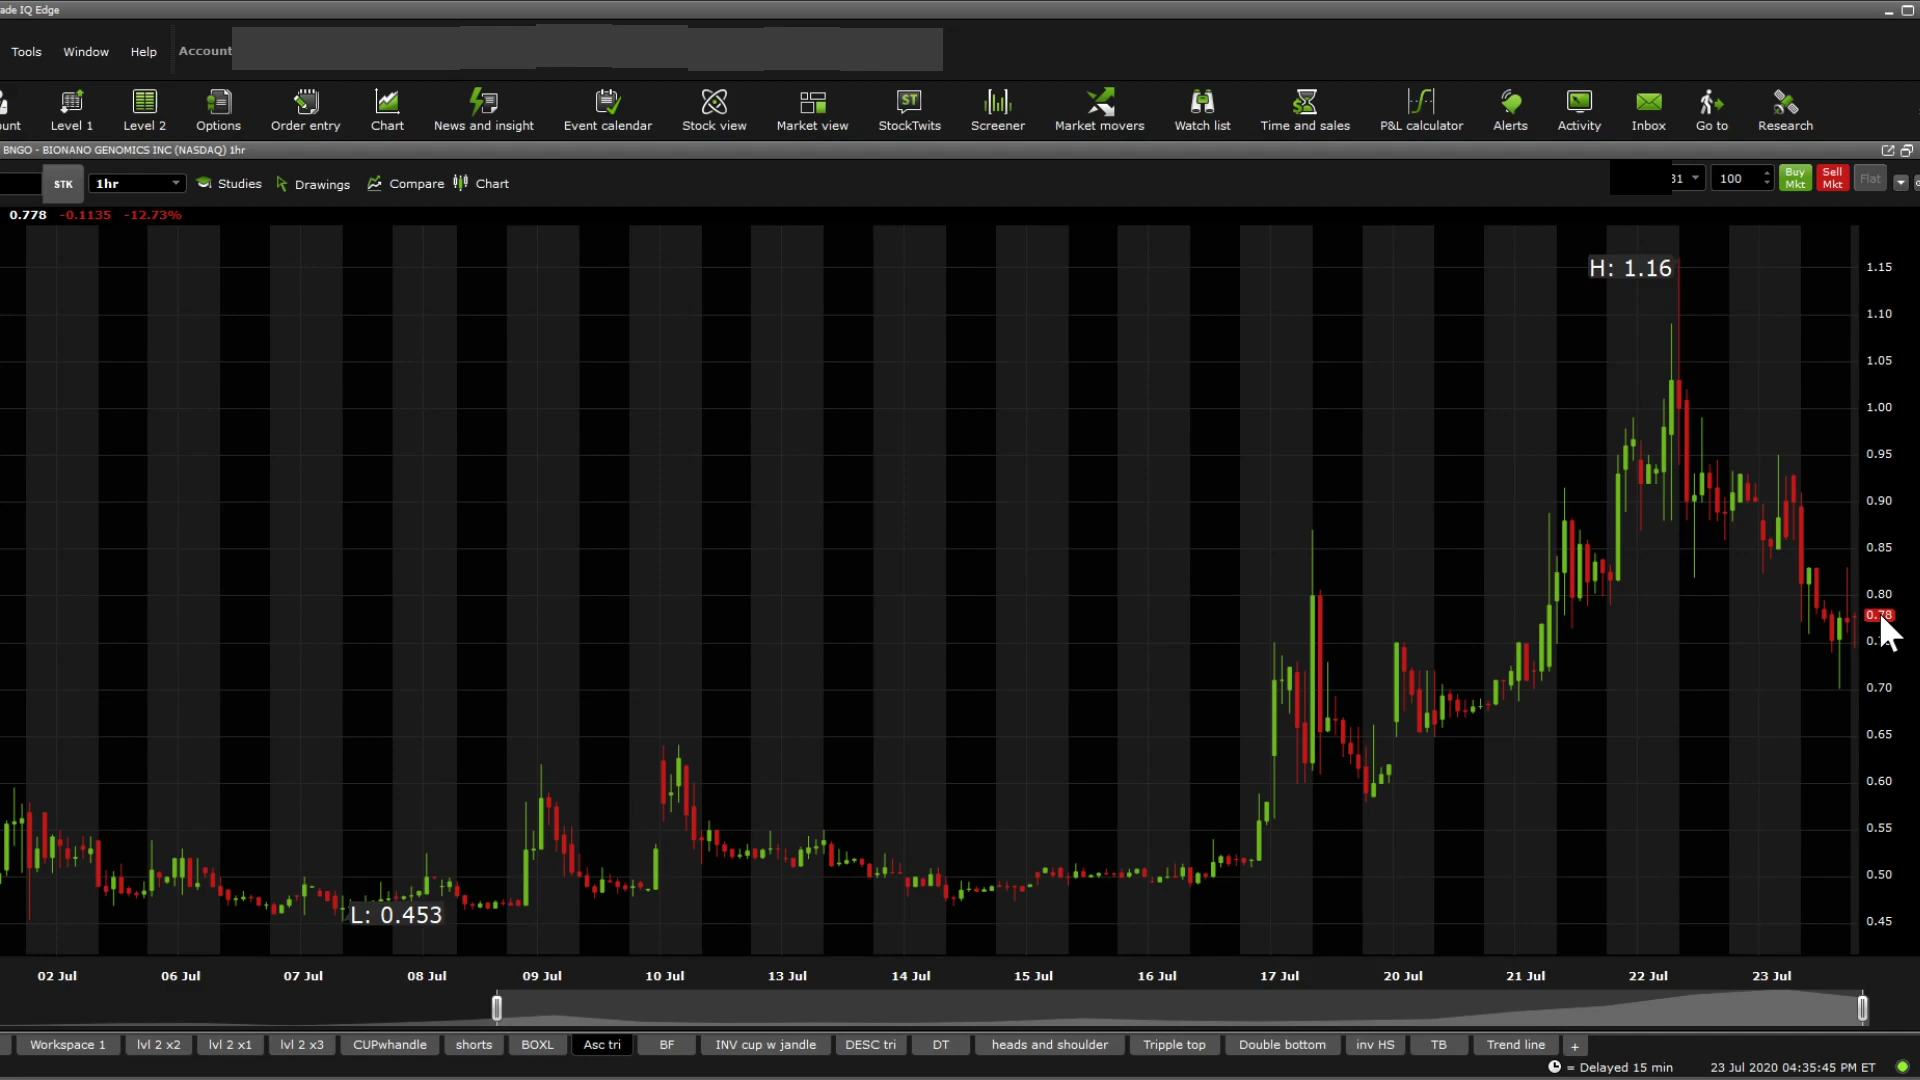 ade IQ Edge
Tools Window Help Account
unt Level 1 Level 2 Options Order entry Chart News and insight Event calendar Stock view Market view StockTwits Screener Market movers Watch list Time and sales P&L calculator Alerts Activity Inbox Go to Research
ST
BNGO - BIONANO GENOMICS INC (NASDAQ) 1hr
STK 1hr Studies Drawings Compare Chart 31 100 Buy Mkt Sell Mkt Flat
0.778 -0.1135 -12.73%
H: 1.16
1.15
1.10
1.05
1.00
0.95
0.90
0.85
0.80
0.78
0.70
0.65
0.60
0.55
0.50
L: 0.453
0.45
02 Jul 06 Jul 07 Jul 08 Jul 09 Jul 10 Jul 13 Jul 14 Jul 15 Jul 16 Jul 17 Jul 20 Jul 21 Jul 22 Jul 23 Jul
Workspace 1 lvl 2 x2 lvl 2 x1 lvl 2 x3 CUPwhandle shorts BOXL Asc tri BF INV cup w jandle DESC tri DT heads and shoulder Tripple top Double bottom inv HS TB Trend line +
= Delayed 15 min 23 Jul 2020 04:35:45 PM ET